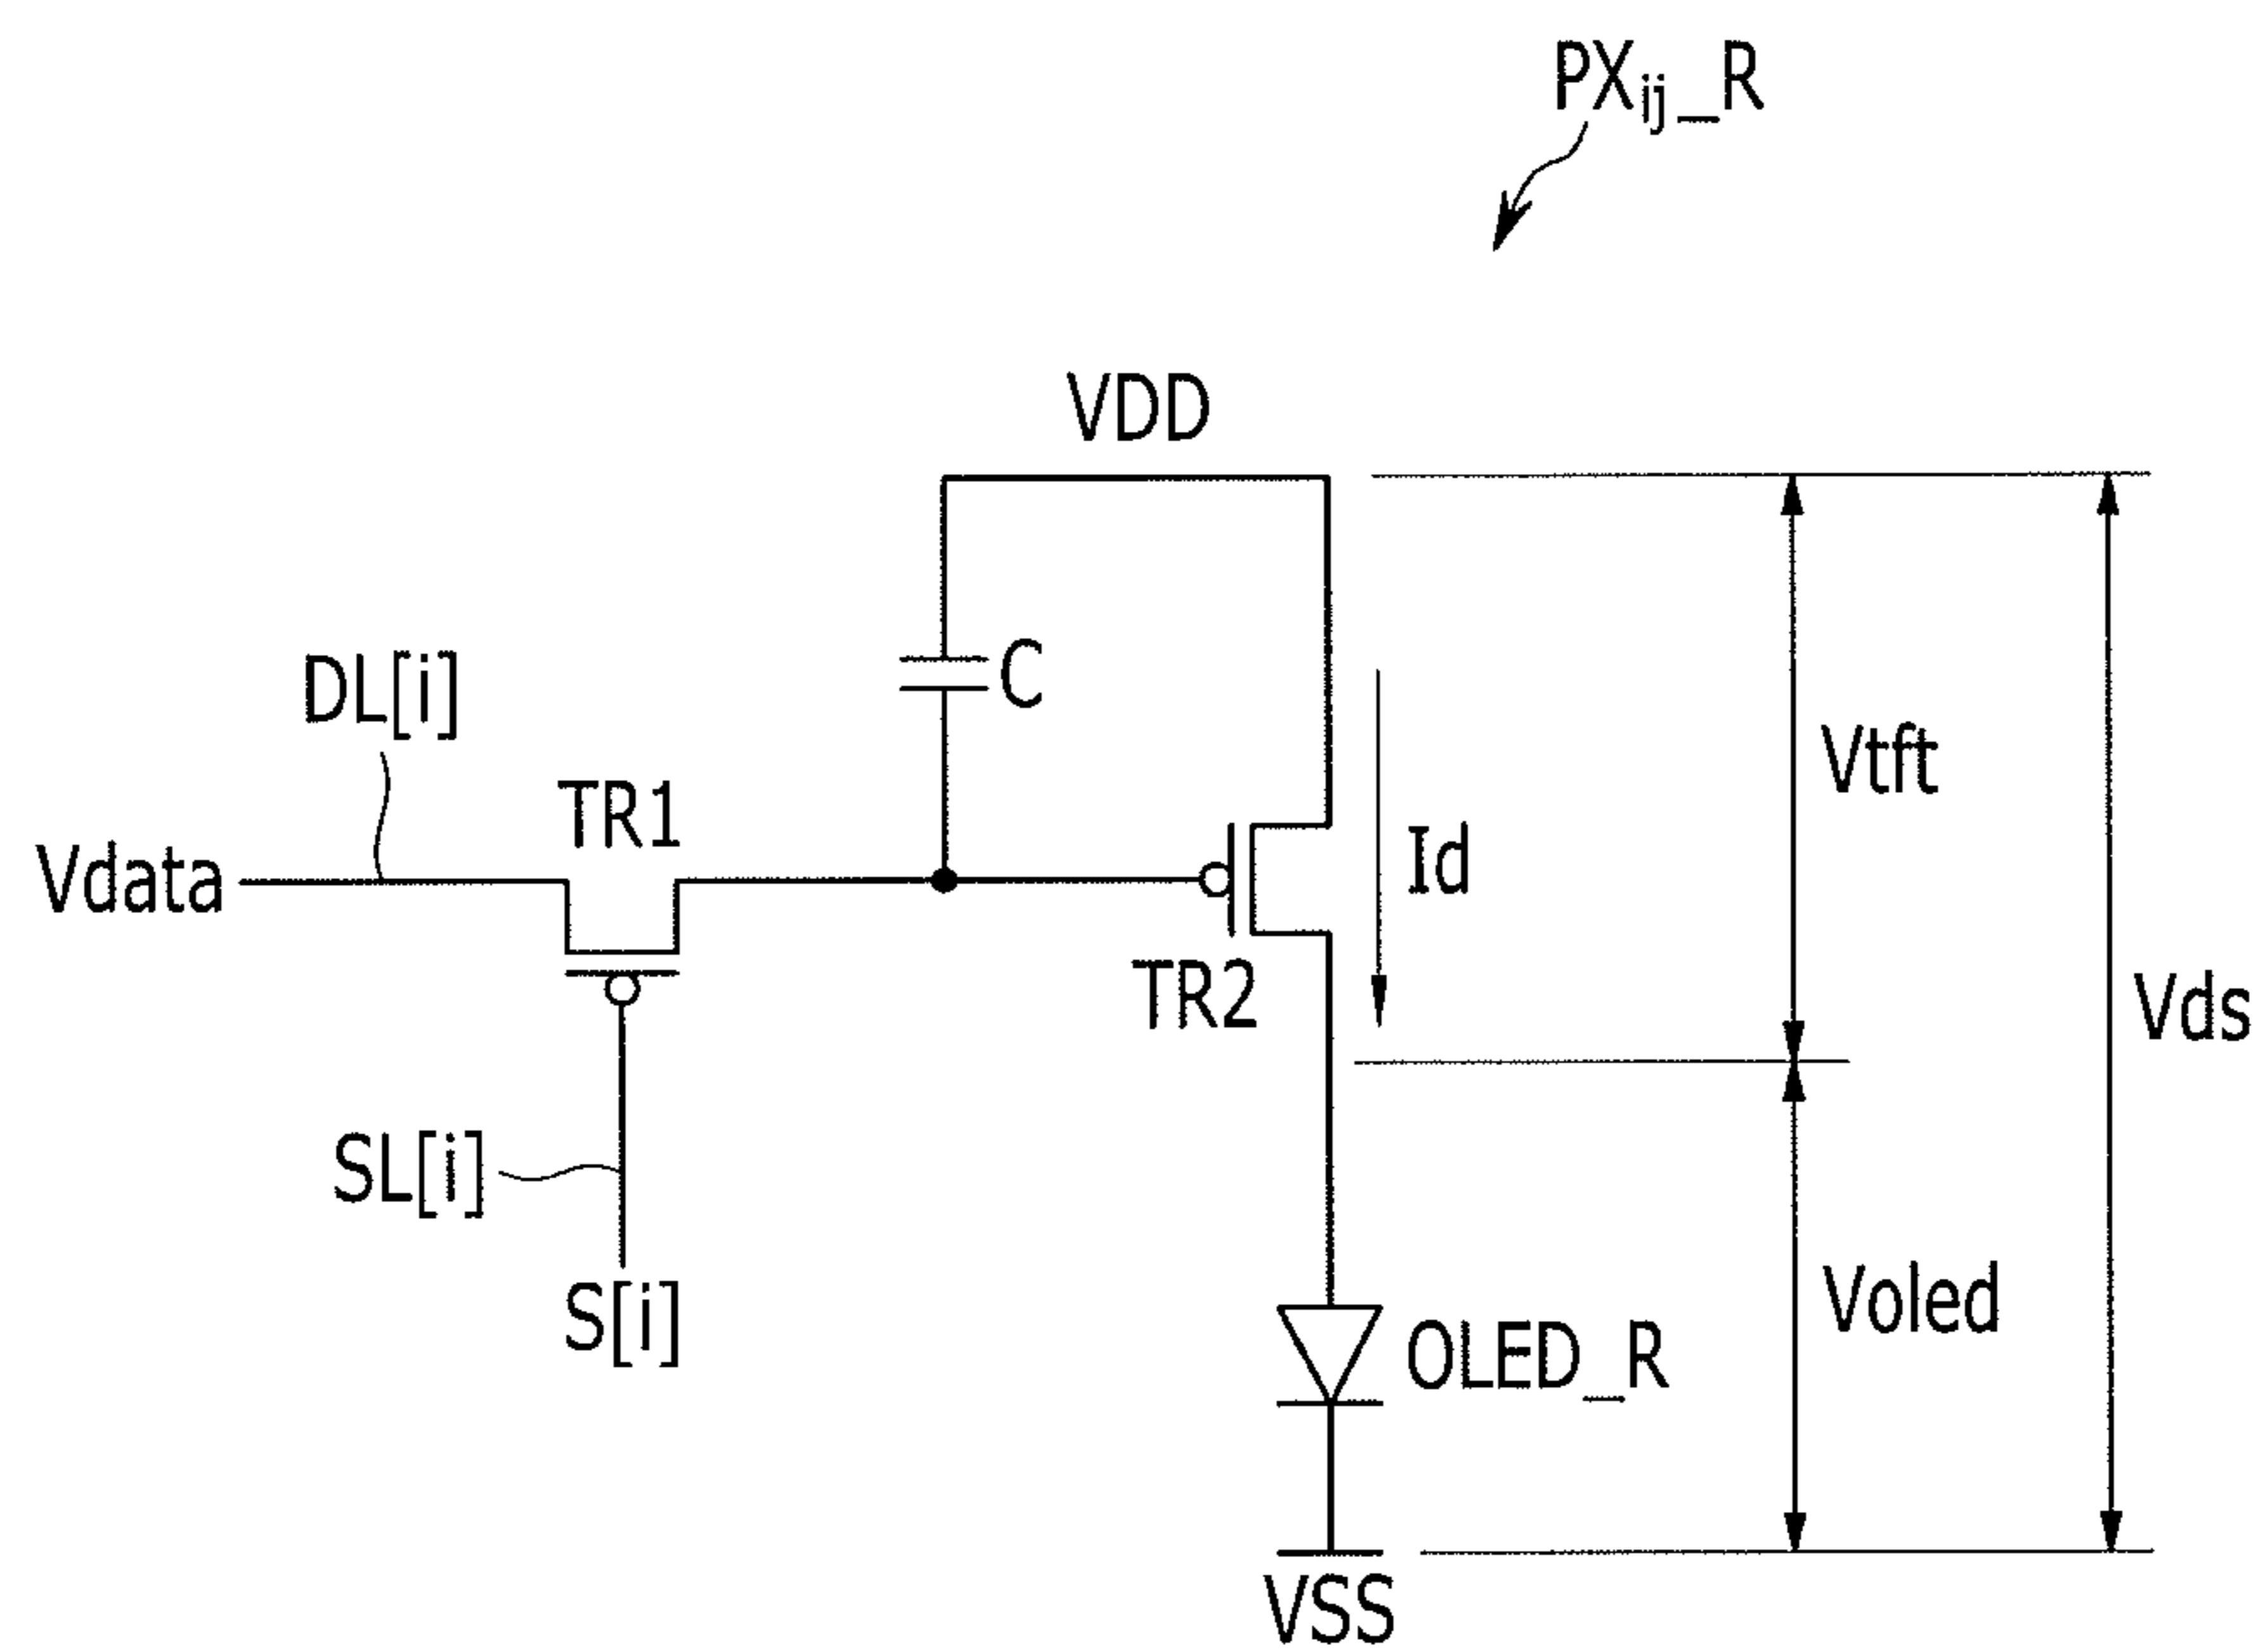 PXij_R
VDD
C
DL[i]
TR1
Vdata
Id
Vtft
TR2
Vds
SL[i]
S[i]
OLED_R
Voled
VSS